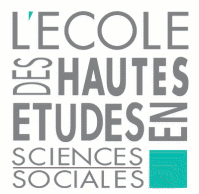 L'ECOLE
DES HAUTES
ETUDES EN
SCIENCES
SOCIALES